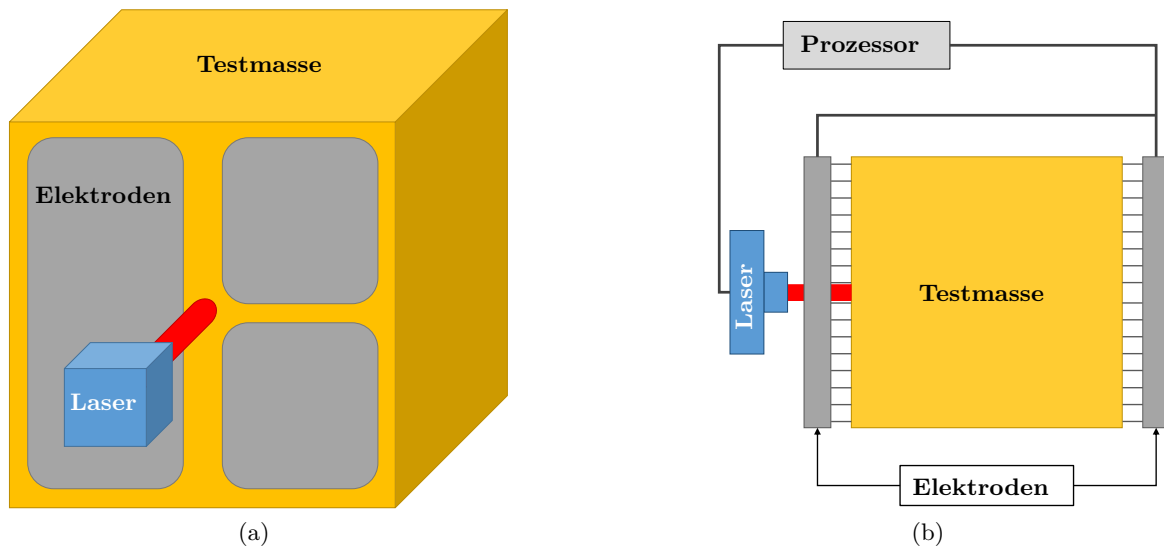 Testmasse
Elektroden
Laser
(a)
Prozessor
Laser
Testmasse
Elektroden
(b)